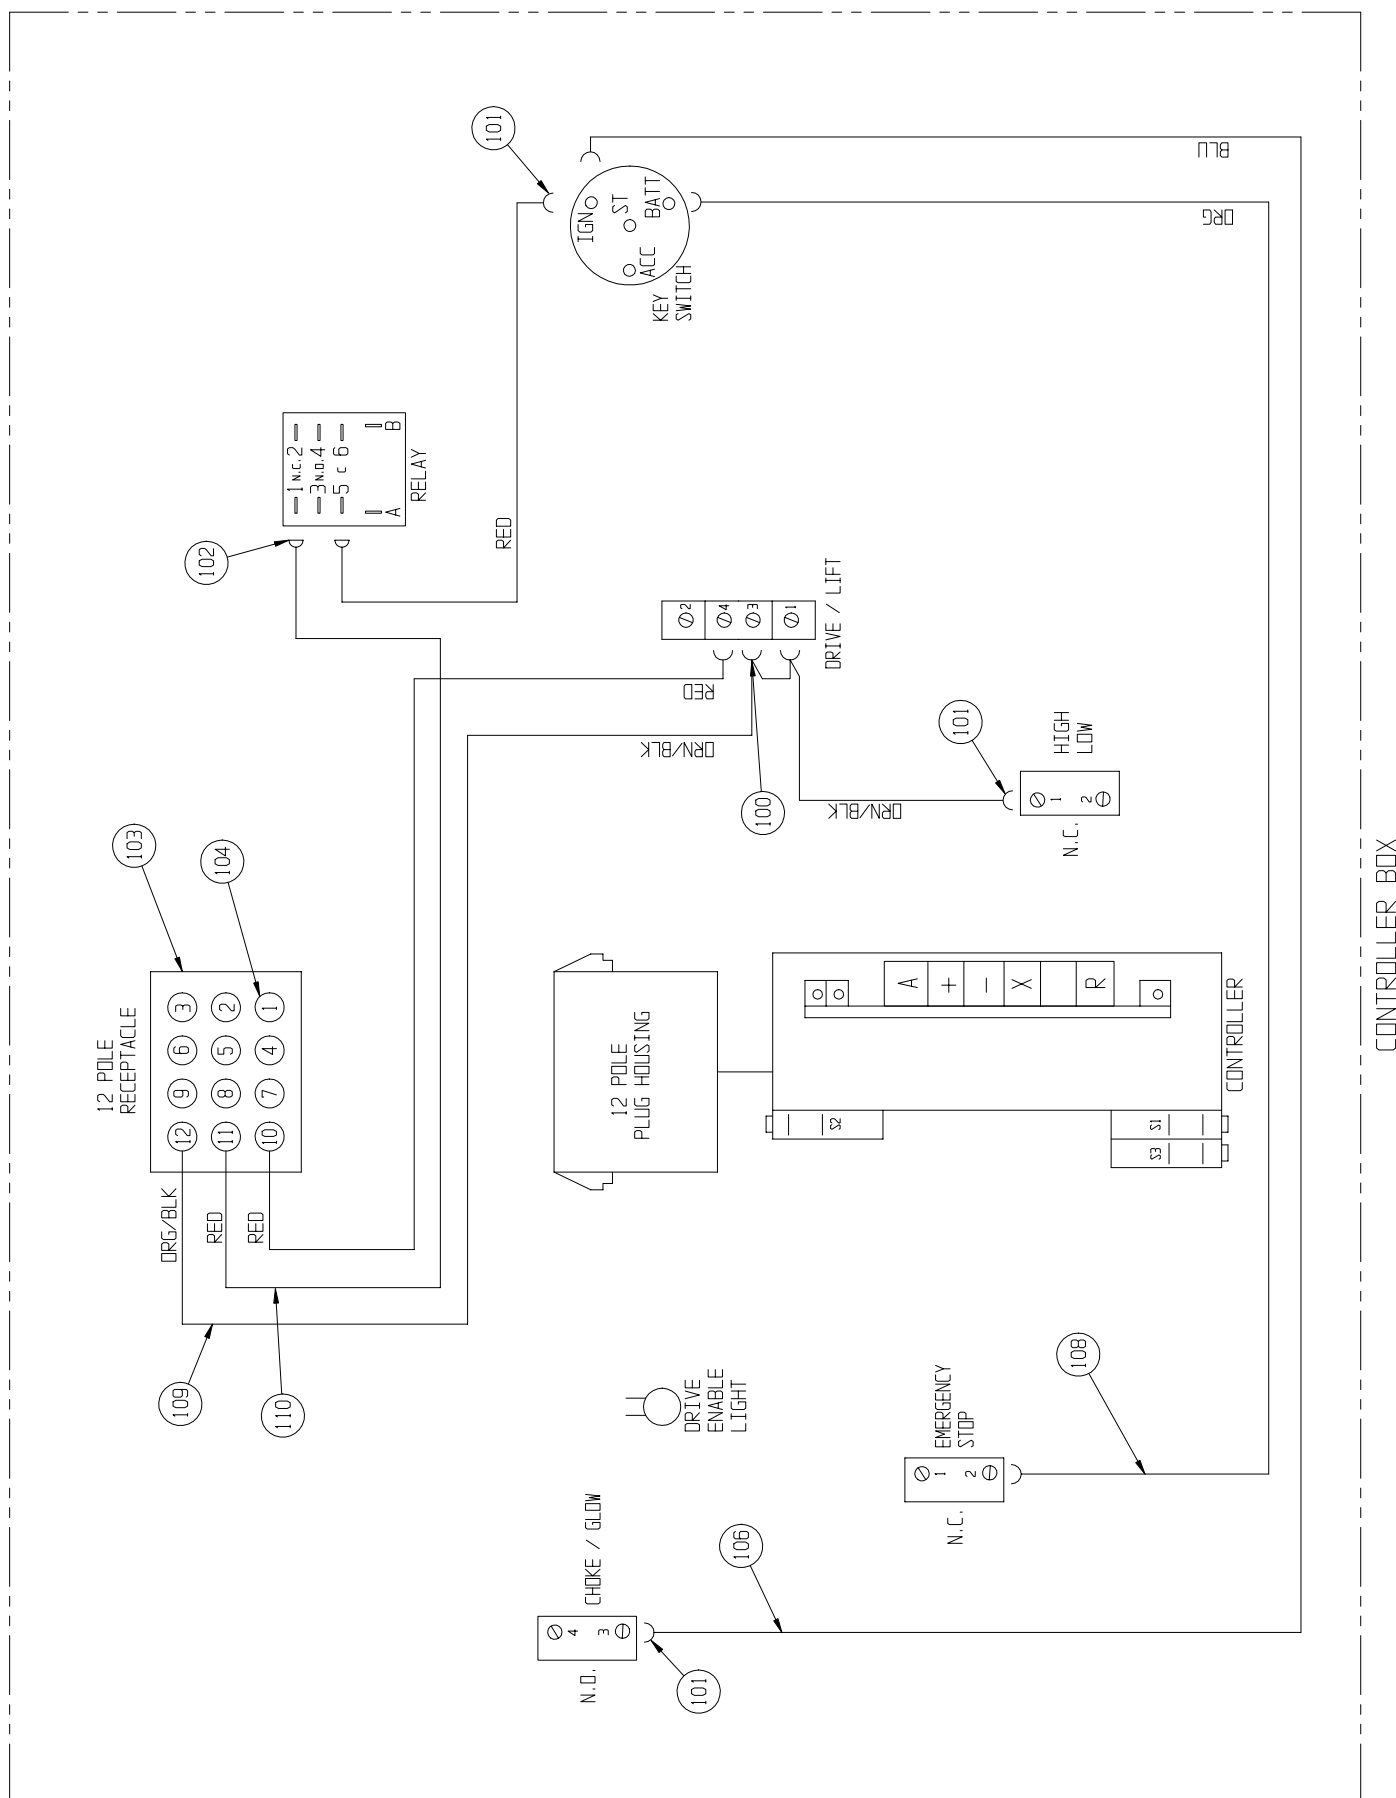 CONTROLLER BOX
12 POLE
RECEPTACLE
3
6
9
12
2
5
8
11
1
4
7
10
ORG/BLK
RED
RED
103
104
109
110
102
1 N.C. 2
3 N.O. 4
5 C 6
A
B
RELAY
RED
101
IGN
ST
BATT
ACC
KEY
SWITCH
BLU
ORG
2
4
3
1
DRIVE / LIFT
RED
ORN/BLK
100
ORN/BLK
101
1
2
HIGH
LOW
N.C.
12 POLE
PLUG HOUSING
A
+
-
X
R
S2
S1
S3
CONTROLLER
DRIVE
ENABLE
LIGHT
EMERGENCY
STOP
1
2
N.C.
108
CHOKE / GLOW
4
3
N.O.
106
101